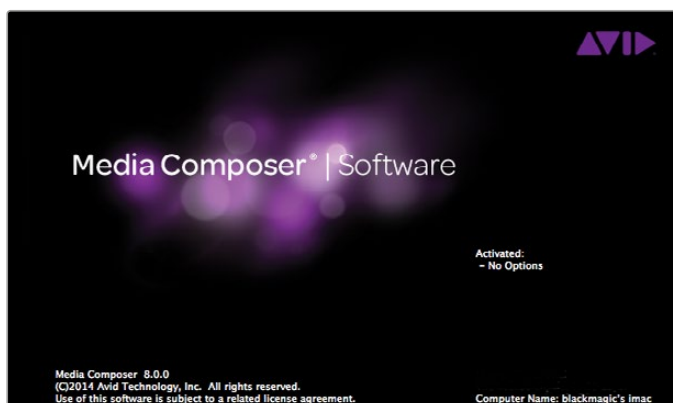 AVID
Media Composer® | Software
Activated:
– No Options
Media Composer 8.0.0
(C)2014 Avid Technology, Inc. All rights reserved.
Use of this software is subject to a related license agreement.
Computer Name: blackmagic's imac